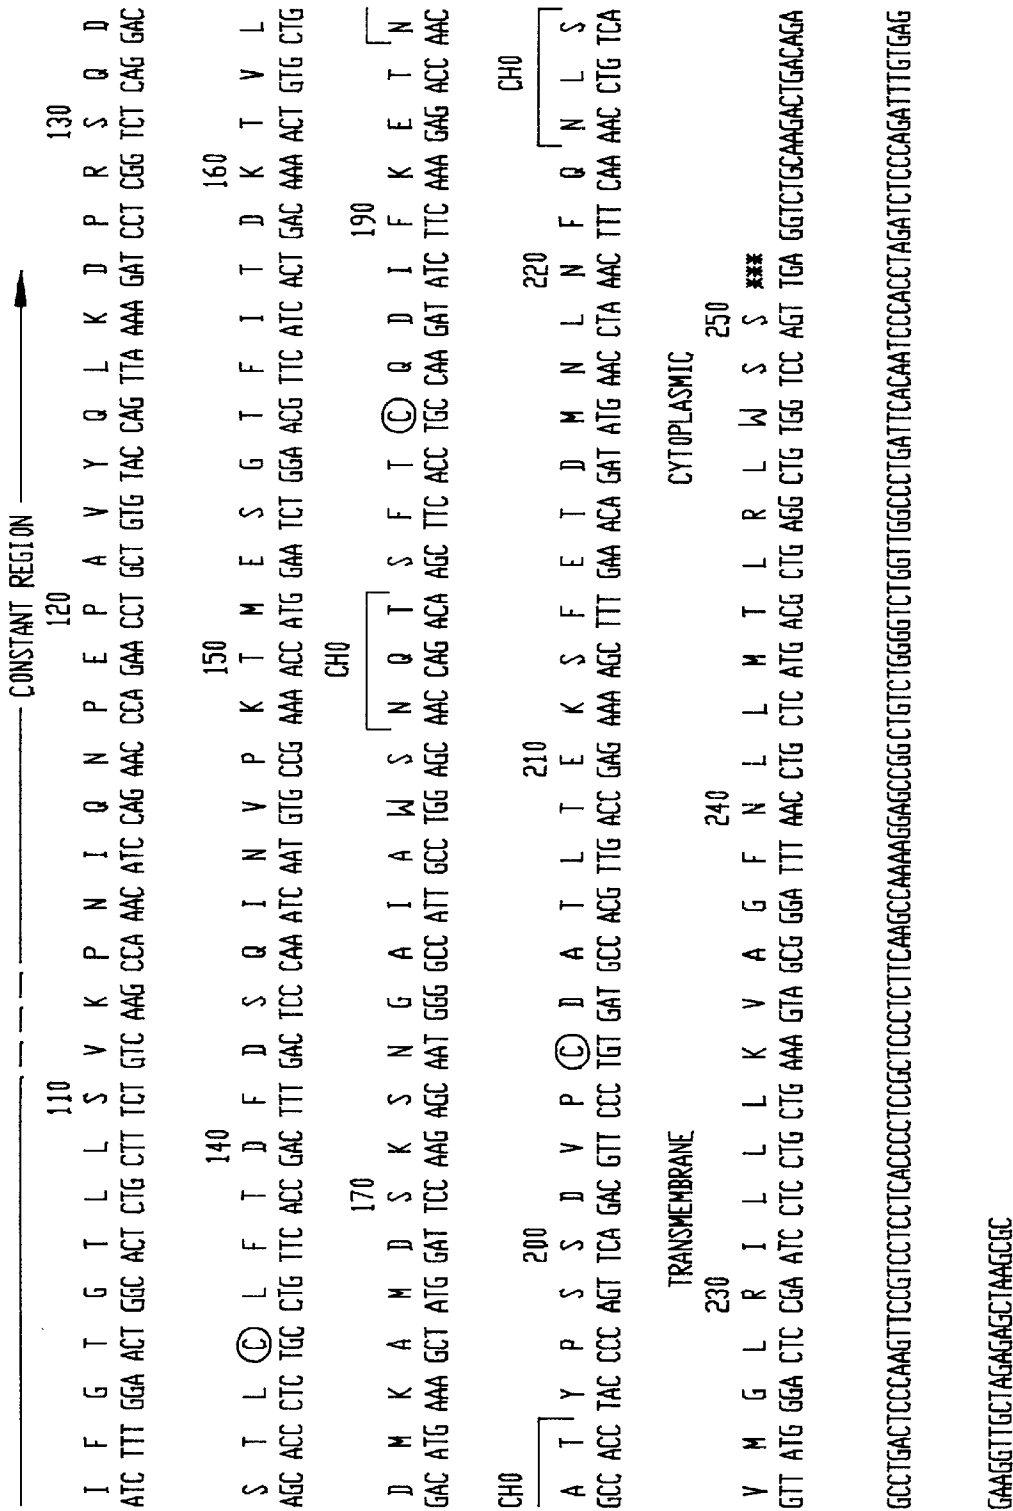 CONSTANT REGION
110 120 130
I F G T G T L L S V K P N I Q N P E P A V Y Q L K D P R S Q D
ATC TTT GGA ACT GGC ACT CTG CTT TCT GTC AAG CCA AAC ATC CAG AAC CCA GAA CCT GCT GTG TAC CAG TTA AAA GAT CCT CGG TCT CAG GAC
140 150 160
S T L C L F T D F D S Q I N V P K T M E S G T F I T D K T V L
AGC ACC CTC TGC CTG TTC ACC GAC TTT GAC TCC CAA ATC AAT GTG CCG AAA ACC ATG GAA TCT GGA ACG TTC ATC ACT GAC AAA ACT GTG CTG
CHO
170 190
D M K A M D S K S N G A I A W S N Q T S F T C Q D I F K E T N
GAC ATG AAA GCT ATG GAT TCC AAG AGC AAT GGG GCC ATT GCC TGG AGC AAC CAG ACA AGC TTC ACC TGC CAA GAT ATC TTC AAA GAG ACC AAC
CHO CHO
200 210 220
A T Y P S S D V P C D A T L T E K S F E T D M N L N F Q N L S
GCC ACC TAC CCC AGT TCA GAC GTT CCC TGT GAT GCC ACG TTG ACC GAG AAA AGC TTT GAA ACA GAT ATG AAC CTA AAC TTT CAA AAC CTG TCA
TRANSMEMBRANE CYTOPLASMIC
230 240 250
V M G L R I L L L K V A G F N L L M T L R L W S S ***
GTT ATG GGA CTC CGA ATC CTC CTG CTG AAA GTA GCG GGA TTT AAC CTG CTC ATG ACG CTG AGG CTG TGG TCC AGT TGA GGTCTGCAAGACTGACAGA
GCCTGACTCCCAAGTTCCGTCCTCCTCACCCCTCCGCTCCCTCTTCAAGCCAAAAGGAGCCGGCTGTCTGGGGTCTGGTTGGCCCTGATTCACAATCCCACCTAGATCTCCCAGATTTGTGAG
GAAGGTTGCTAGAGAGCTAAGCGC